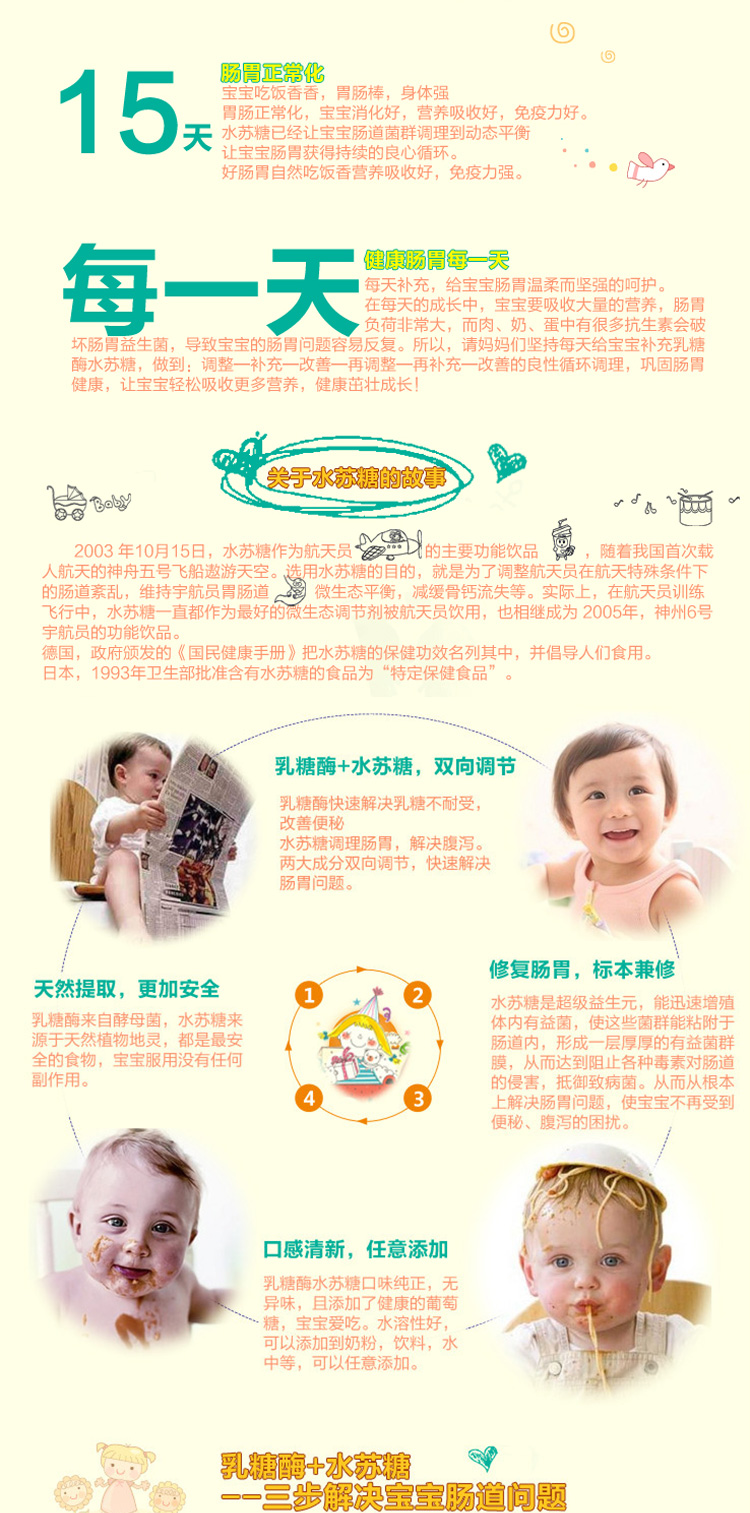 15天
肠胃正常化
宝宝吃饭香香，胃肠棒，身体强
胃肠正常化，宝宝消化好，营养吸收好，免疫力好。
水苏糖已经让宝宝肠道菌群调理到动态平衡
让宝宝肠胃获得持续的良心循环。
好肠胃自然吃饭香营养吸收好，免疫力强。
每一天
健康肠胃每一天
每天补充，给宝宝肠胃温柔而坚强的呵护。
在每天的成长中，宝宝要吸收大量的营养，肠胃
负荷非常大，而肉、奶、蛋中有很多抗生素会破
坏肠胃益生菌，导致宝宝的肠胃问题容易反复。所以，请妈妈们坚持每天给宝宝补充乳糖
酶水苏糖，做到：调整—补充—改善—再调整—再补充—改善的良性循环调理，巩固肠胃
健康，让宝宝轻松吸收更多营养，健康茁壮成长！
关于水苏糖的故事
Baby
2003 年10月15日，水苏糖作为航天员的主要功能饮品，随着我国首次载
人航天的神舟五号飞船遨游天空。选用水苏糖的目的，就是为了调整航天员在航天特殊条件下
的肠道紊乱，维持宇航员胃肠道微生态平衡，减缓骨钙流失等。实际上，在航天员训练
飞行中，水苏糖一直都作为最好的微生态调节剂被航天员饮用，也相继成为 2005年，神州6号
宇航员的功能饮品。
德国，政府颁发的《国民健康手册》把水苏糖的保健功效名列其中，并倡导人们食用。
日本，1993年卫生部批准含有水苏糖的食品为“特定保健食品”。
乳糖酶+水苏糖，双向调节
乳糖酶快速解决乳糖不耐受，
改善便秘
水苏糖调理肠胃，解决腹泻。
两大成分双向调节，快速解决
肠胃问题。
天然提取，更加安全
乳糖酶来自酵母菌，水苏糖来
源于天然植物地灵，都是最安
全的食物，宝宝服用没有任何
副作用。
1
2
3
4
修复肠胃，标本兼修
水苏糖是超级益生元，能迅速增殖
体内有益菌，使这些菌群能粘附于
肠道内，形成一层厚厚的有益菌群
膜，从而达到阻止各种毒素对肠道
的侵害，抵御致病菌。从而从根本
上解决肠胃问题，使宝宝不再受到
便秘、腹泻的困扰。
口感清新，任意添加
乳糖酶水苏糖口味纯正，无
异味，且添加了健康的葡萄
糖，宝宝爱吃。水溶性好，
可以添加到奶粉，饮料，水
中等，可以任意添加。
乳糖酶+水苏糖
--三步解决宝宝肠道问题